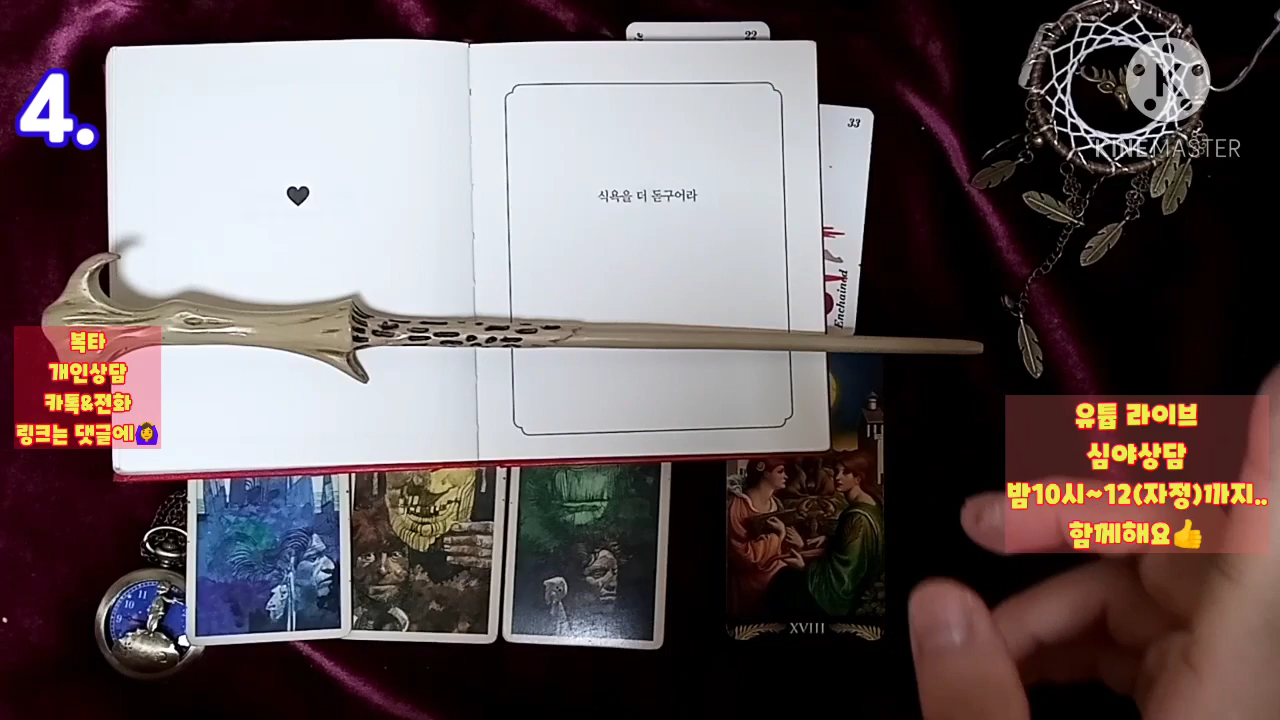 4.
22
33
식욕을 더 돋구어라
Enchained
KINEMASTER
복타
개인상담
카톡&전화
링크는 댓글에🙆‍♀️
유튭 라이브
심야상담
밤10시~12(자정)까지..
함께해요👍
11
10
XVIII